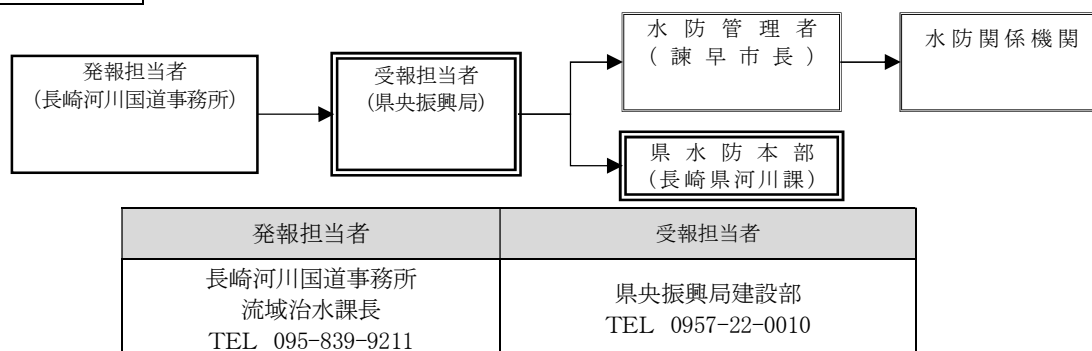 発報担当者
(長崎河川国道事務所)
受報担当者
(県央振興局)
水防管理者
(諫早市長)
水防関係機関
県水防本部
(長崎県河川課)
発報担当者
受報担当者
長崎河川国道事務所
流域治水課長
TEL 095-839-9211
県央振興局建設部
TEL 0957-22-0010